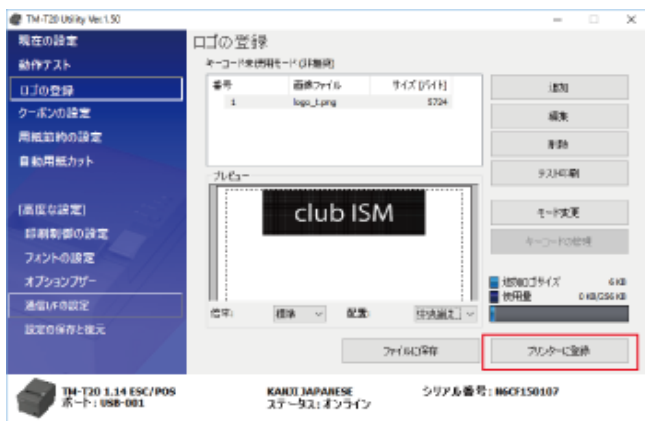 TM-T20 Utility Ver.1.50
現在の設定
動作テスト
ロゴの登録
クーポンの設定
用紙節約の設定
自動用紙カット
[高度な設定]
印刷制御の設定
フォントの設定
オプションブザー
通信I/Fの設定
設定の保存と復元
ロゴの登録
キーコード未使用モード(非推奨)
番号 画像ファイル サイズ[バイト]
1 logo_t.png 5724
追加
編集
削除
テスト印刷
モード変更
キーコードの管理
プレビュー
club ISM
追加ロゴサイズ 6 KB
使用量 0 KB/256 KB
倍率: 標準 配置: 中央揃え
ファイルに保存
プリンターに登録
TM-T20 1.14 ESC/POS
ポート: USB-001
KANJI JAPANESE
ステータス: オンライン
シリアル番号: N6CF150107